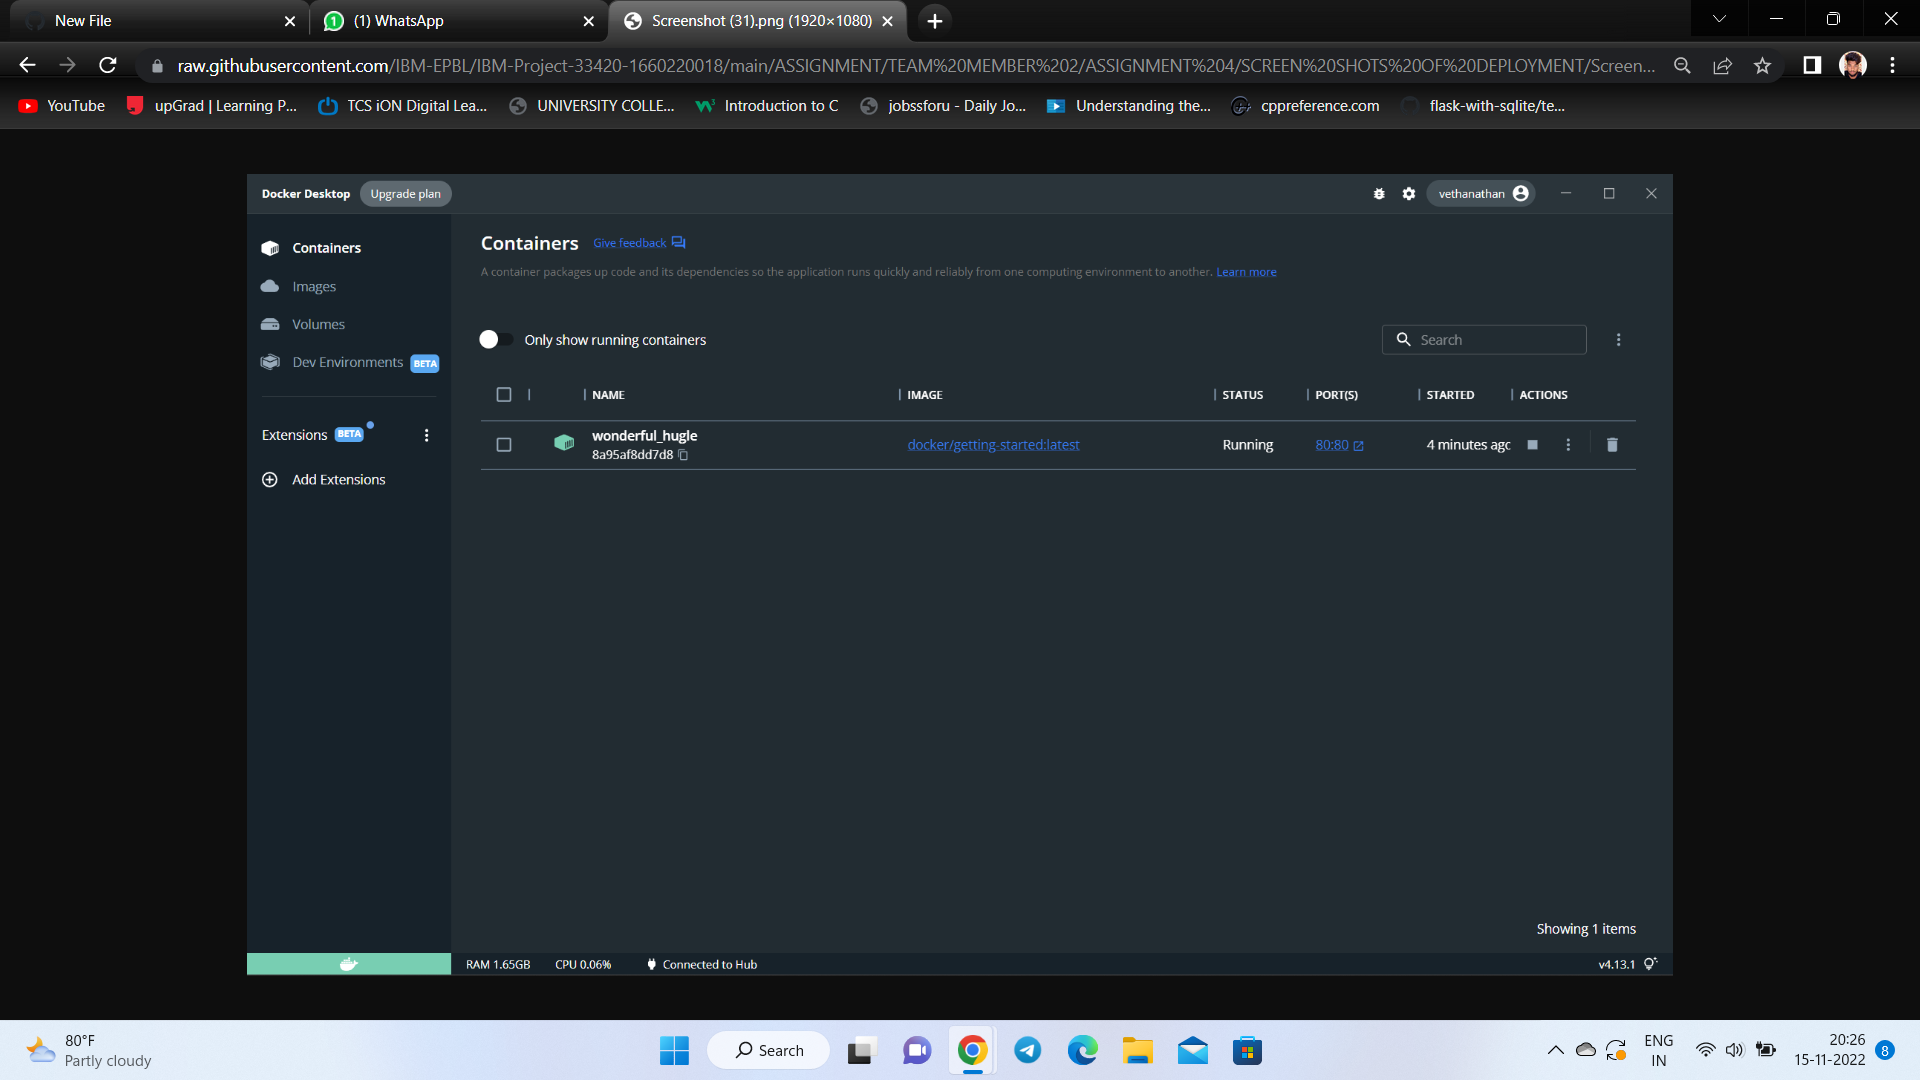 New File
(1) WhatsApp
Screenshot (31).png (1920×1080)
raw.githubusercontent.com/IBM-EPBL/IBM-Project-33420-1660220018/main/ASSIGNMENT/TEAM%20MEMBER%202/ASSIGNMENT%204/SCREEN%20SHOTS%20OF%20DEPLOYMENT/Screen...
YouTube
upGrad | Learning P...
TCS iON Digital Lea...
UNIVERSITY COLLE...
Introduction to C
jobssforu - Daily Jo...
Understanding the...
cppreference.com
flask-with-sqlite/te...
Docker Desktop
Upgrade plan
vethanathan
Containers
Images
Volumes
Dev Environments BETA
Extensions BETA
Add Extensions
Containers
Give feedback
A container packages up code and its dependencies so the application runs quickly and reliably from one computing environment to another. Learn more
Only show running containers
Search
NAME IMAGE STATUS PORT(S) STARTED ACTIONS
wonderful_hugle
8a95af8dd7d8
docker/getting-started:latest
Running
80:80
4 minutes agc
Showing 1 items
RAM 1.65GB CPU 0.06% Connected to Hub
v4.13.1
80°F
Partly cloudy
Search
ENG
IN
20:26
15-11-2022
8